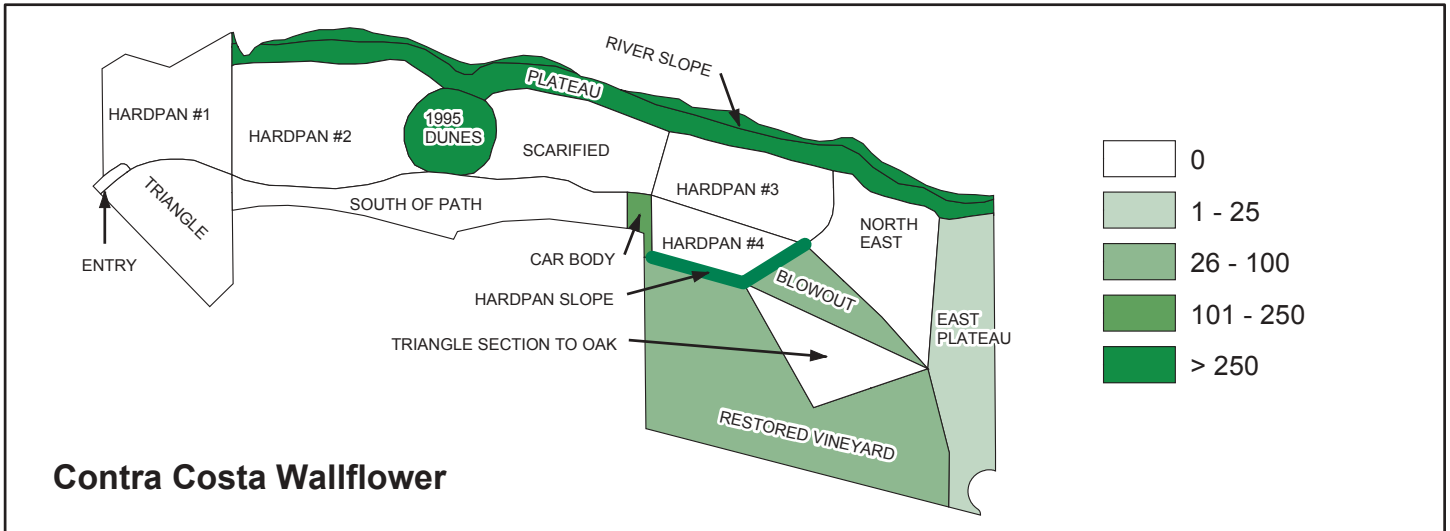 RIVER SLOPE
PLATEAU
HARDPAN #1
HARDPAN #2
1995
DUNES
SCARIFIED
HARDPAN #3
TRIANGLE
SOUTH OF PATH
NORTH
EAST
HARDPAN #4
ENTRY
CAR BODY
HARDPAN SLOPE
BLOWOUT
EAST
PLATEAU
TRIANGLE SECTION TO OAK
RESTORED VINEYARD
Contra Costa Wallflower
0
1 - 25
26 - 100
101 - 250
> 250